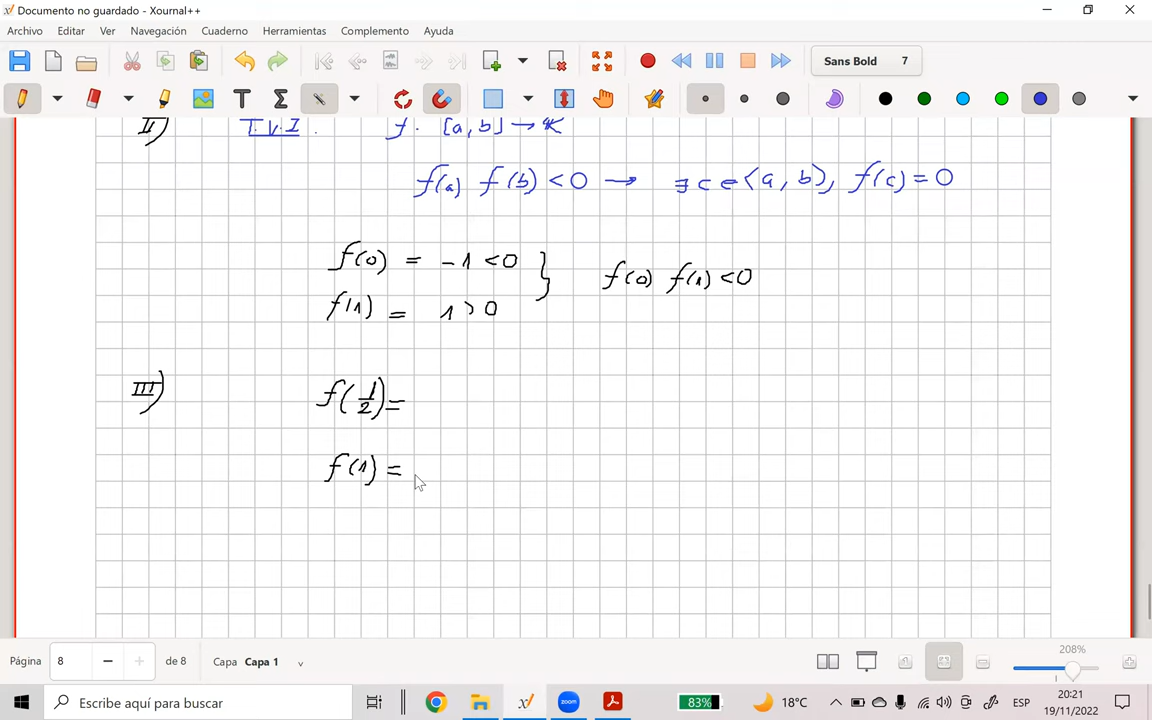 Documento no guardado - Xournal++
Archivo Editar Ver Navegación Cuaderno Herramientas Complemento Ayuda
Sans Bold 7
II) T.V.I. f: [a, b] → ℝ
f(a) f(b) < 0 → ∃ c ∈ ⟨a, b⟩, f(c) = 0
f(0) = -1 < 0
f(0) f(1) < 0
f(1) = 1 > 0
III) f(1/2) =
f(1) =
Página 8 de 8 Capa Capa 1
208%
Escribe aquí para buscar
zoom
83%
18°C
ESP
20:21
19/11/2022